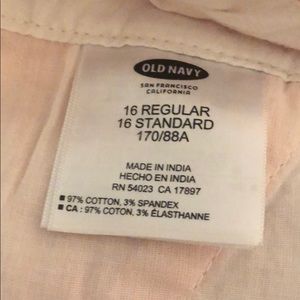 OLD NAVY
SAN FRANCISCO
CALIFORNIA
16 REGULAR
16 STANDARD
170/88A
MADE IN INDIA
HECHO EN INDIA
RN 54023 CA 17897
■ 97% COTTON, 3% SPANDEX
■ CA : 97% COTON, 3% ÉLASTHANNE